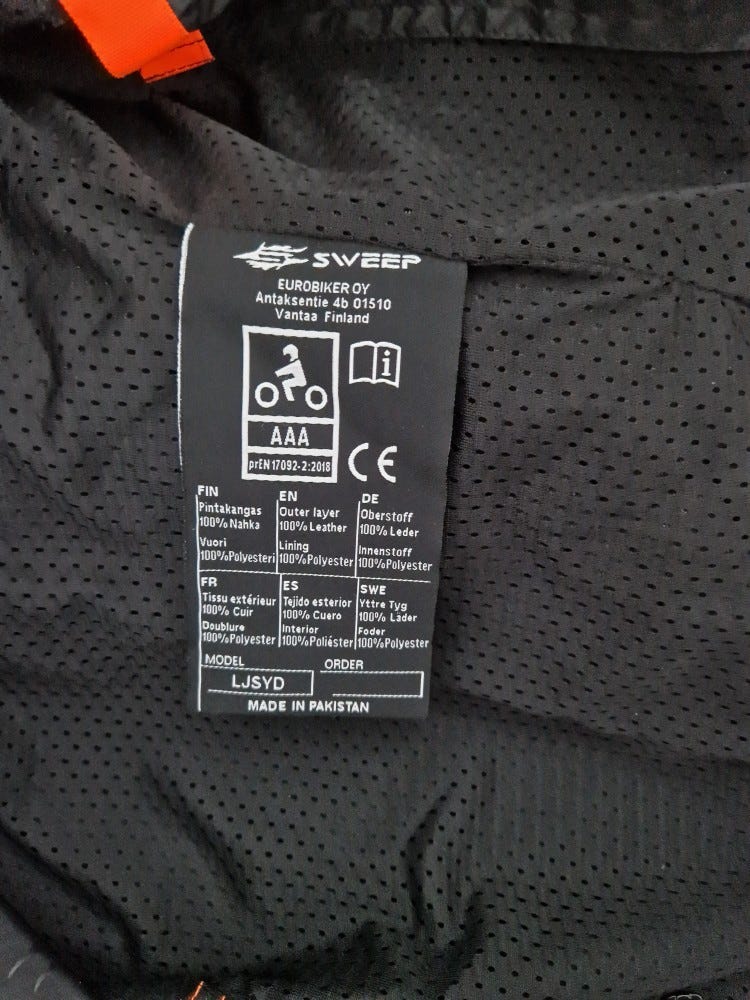 SWEEP
EUROBIKER OY
Antaksentie 4b 01510
Vantaa Finland
i
AAA
prEN17092-2:2018
CE
FIN
Pintakangas
100% Nahka
Vuori
100%Polyesteri
EN
Outer layer
100% Leather
Lining
100%Polyester
DE
Oberstoff
100% Leder
Innenstoff
100%Polyester
FR
Tissu extérieur
100% Cuir
Doublure
100%Polyester
ES
Tejido esterior
100% Cuero
Interior
100%Poliéster
SWE
Yttre Tyg
100% Läder
Foder
100%Polyester
MODEL
LJSYD
ORDER
MADE IN PAKISTAN